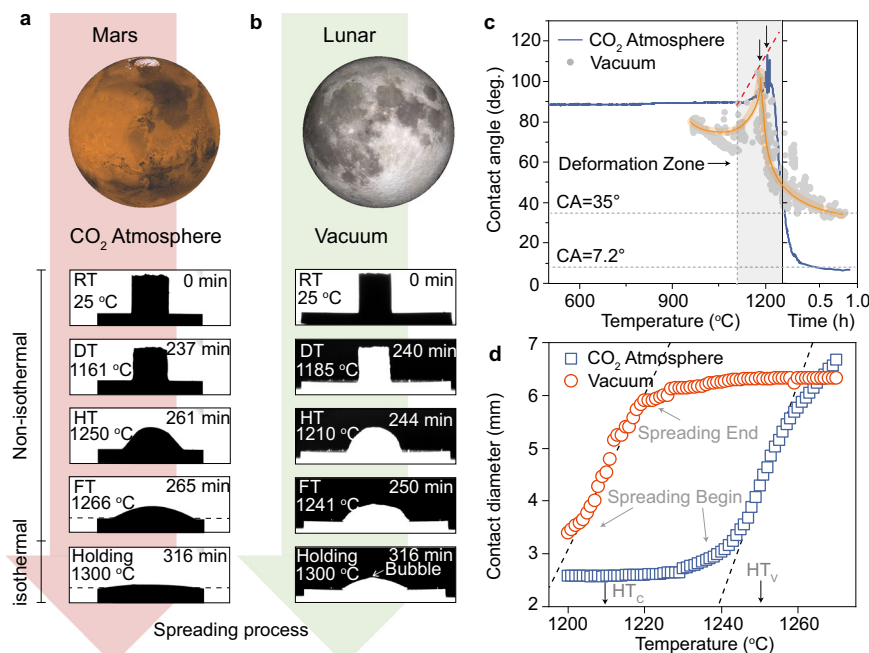 a
Mars
CO2 Atmosphere
Non-isothermal
isothermal
RT
25 °C
0 min
DT
1161 °C
237 min
HT
1250 °C
261 min
FT
1266 °C
265 min
Holding
1300 °C
316 min
b
Lunar
Vacuum
RT
25 °C
0 min
DT
1185 °C
240 min
HT
1210 °C
244 min
FT
1241 °C
250 min
Holding
1300 °C
316 min
Bubble
Spreading process
c
CO2 Atmosphere
Vacuum
Deformation Zone
CA=35°
CA=7.2°
Contact angle (deg.)
120
100
80
60
40
20
0
600
900
1200
0.5
1.0
Temperature (°C)
Time (h)
d
CO2 Atmosphere
Vacuum
Spreading End
Spreading Begin
HTC
HTV
Contact diameter (mm)
7
6
5
4
3
2
1
0
1200
1220
1240
1260
Temperature (°C)